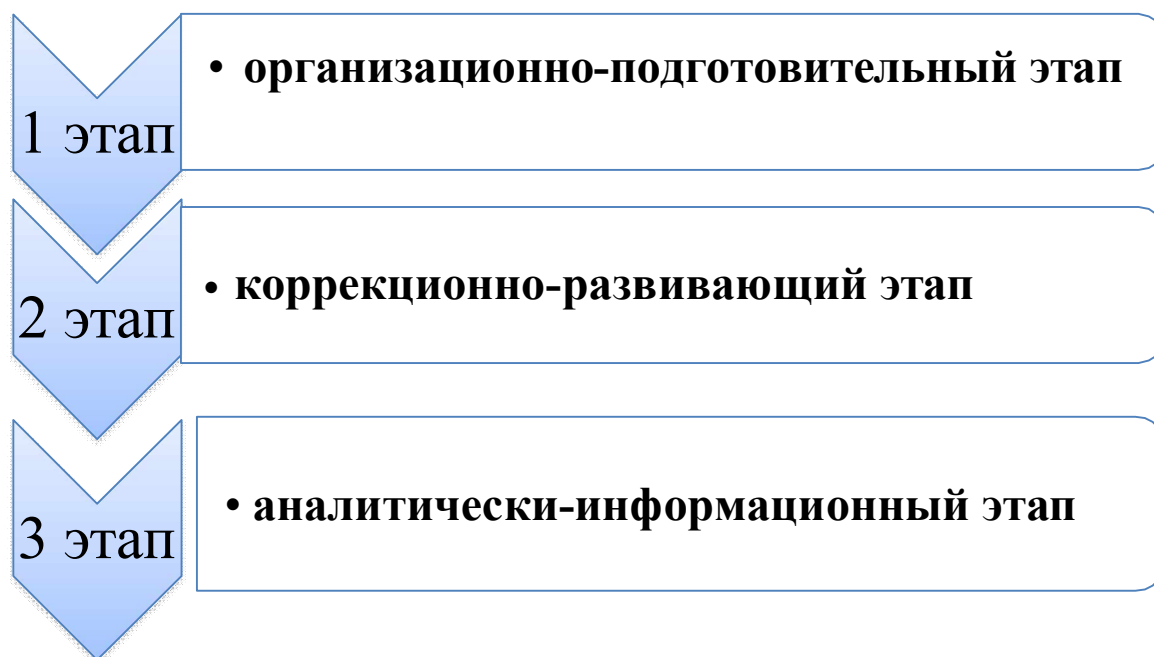 1 этап
• организационно-подготовительный этап
2 этап
• коррекционно-развивающий этап
3 этап
• аналитически-информационный этап